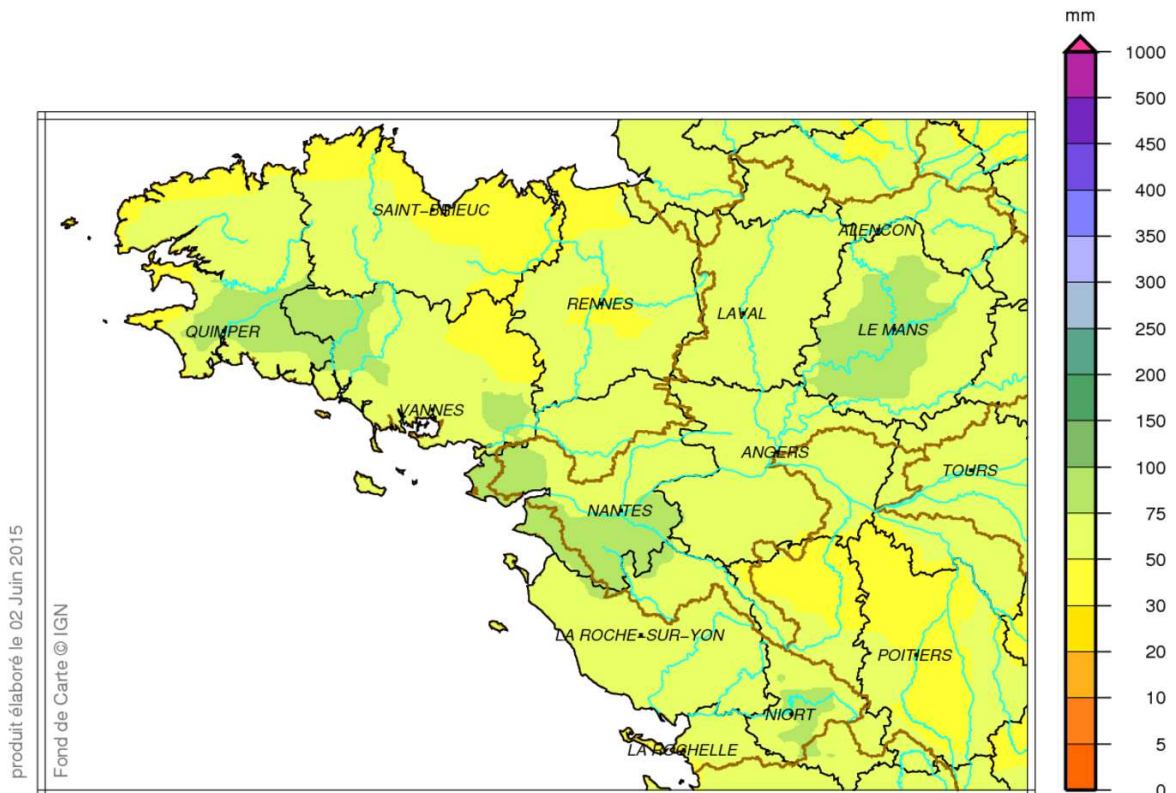 mm
1000
500
450
400
350
300
250
200
150
100
75
50
30
20
10
5
0
SAINT-BRIEUC
ALENCON
RENNES
LAVAL
LE MANS
QUIMPER
VANNES
ANGERS
TOURS
NANTES
LA ROCHE-SUR-YON
POITIERS
NIORT
LA ROCHELLE
produit élaboré le 02 Juin 2015
Fond de Carte © IGN